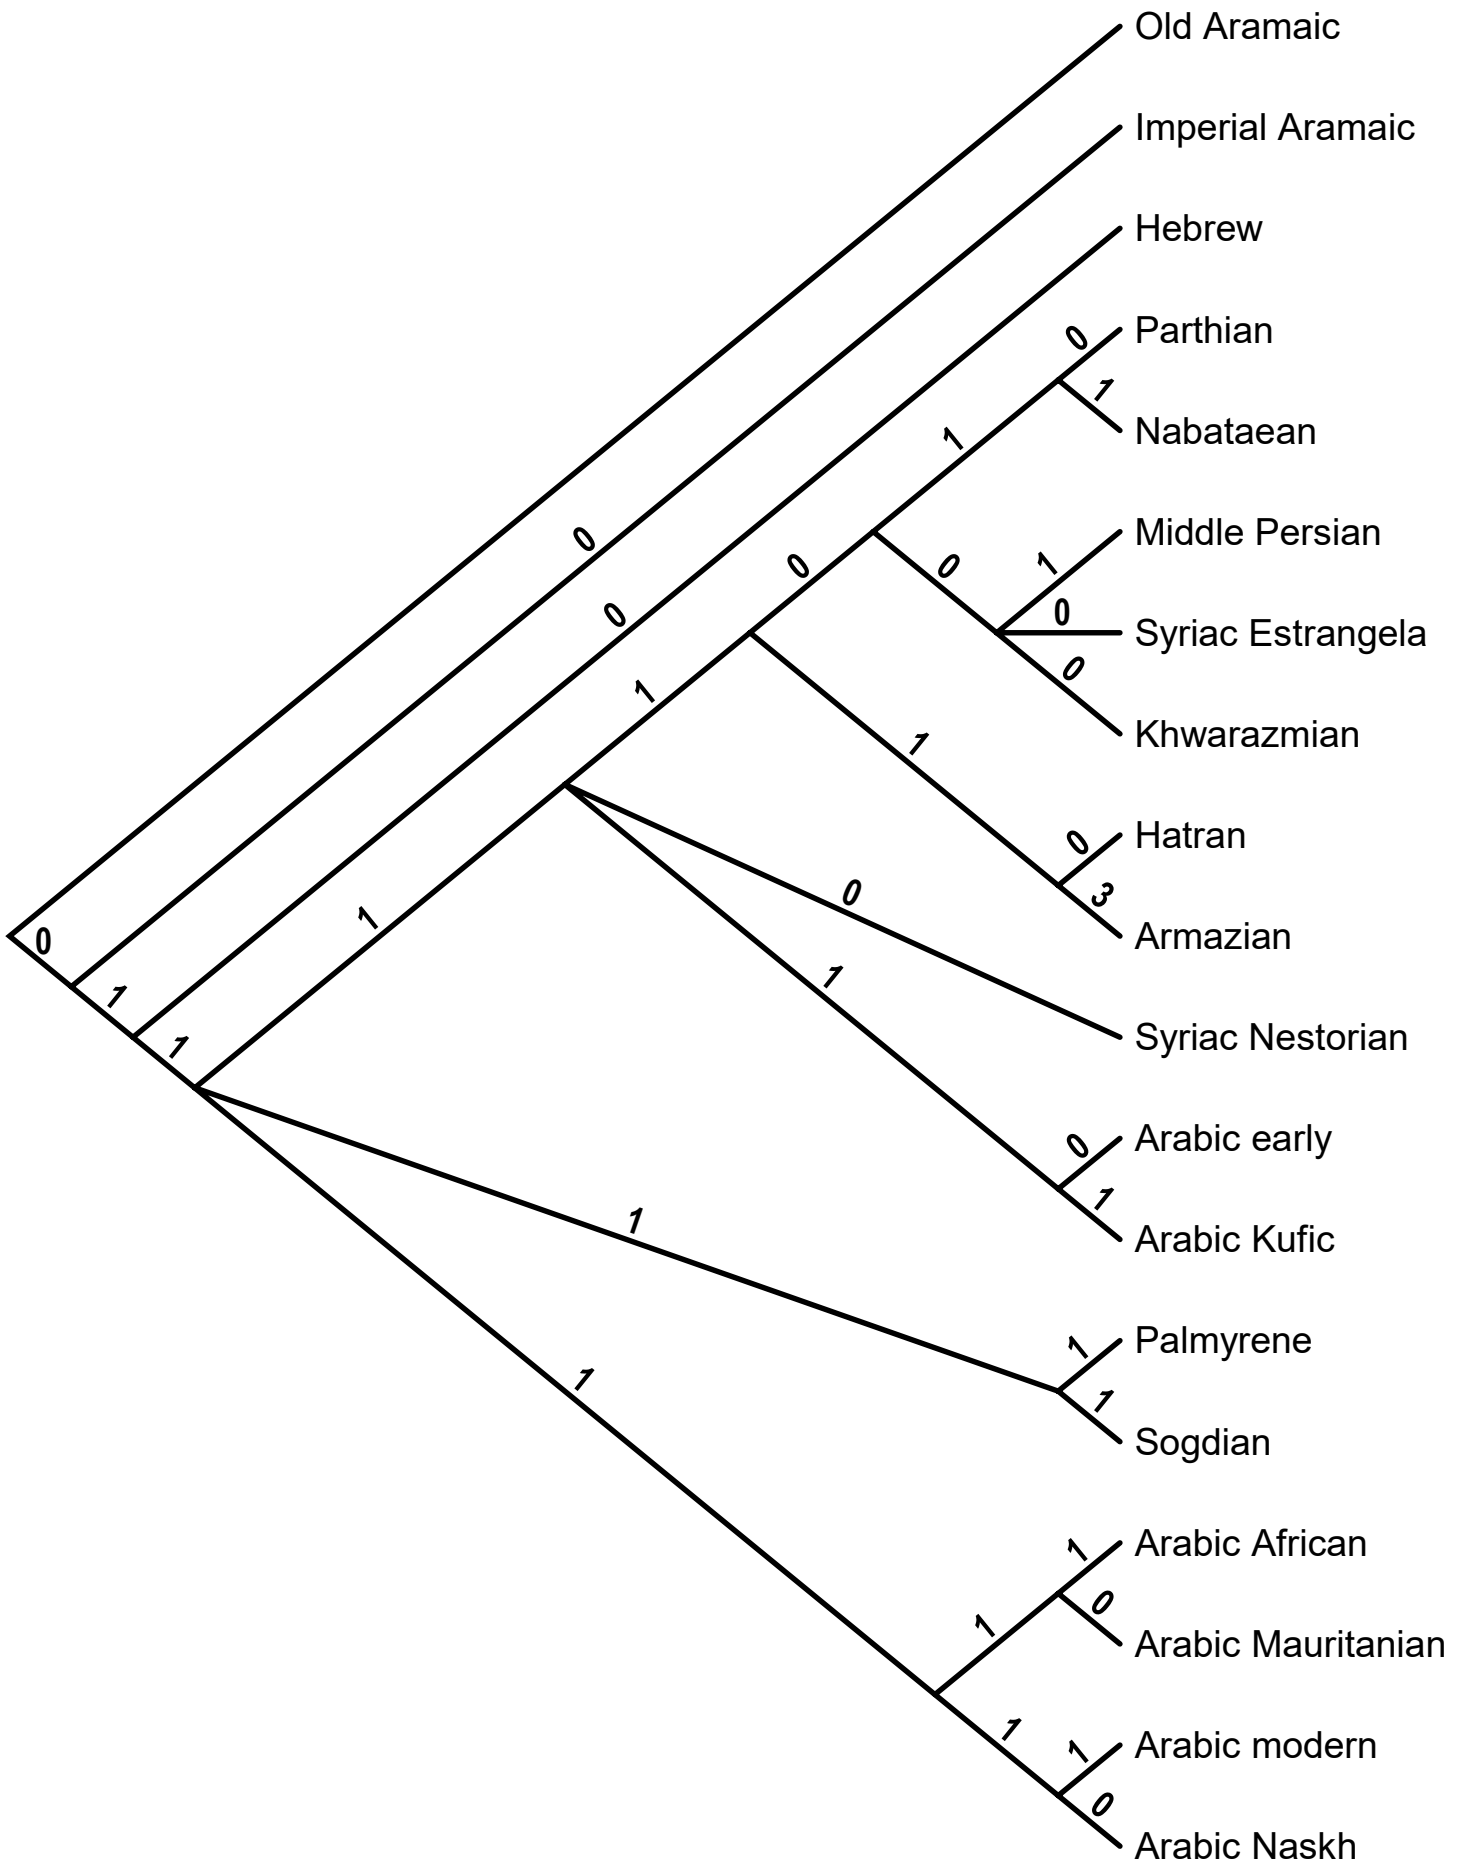 Old Aramaic
Imperial Aramaic
Hebrew
0
Parthian
1
Nabataean
1
Middle Persian
1
0
0
0
0
Syriac Estrangela
0
0
1
Khwarazmian
1
0
Hatran
3
0
1
Armazian
0
1
1
Syriac Nestorian
1
0
Arabic early
1
Arabic Kufic
1
1
Palmyrene
1
1
Sogdian
1
Arabic African
0
1
Arabic Mauritanian
1
1
Arabic modern
0
Arabic Naskh